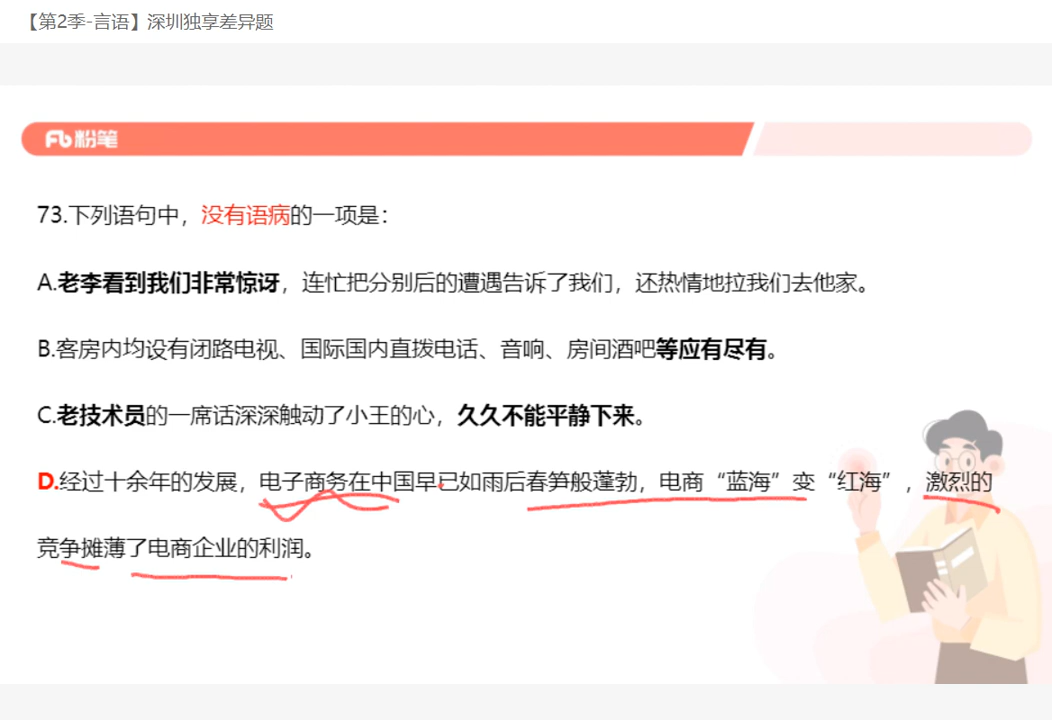 【第2季-言语】深圳独享差异题
粉笔
73.下列语句中，没有语病的一项是：
A.老李看到我们非常惊讶，连忙把分别后的遭遇告诉了我们，还热情地拉我们去他家。
B.客房内均设有闭路电视、国际国内直拨电话、音响、房间酒吧等应有尽有。
C.老技术员的一席话深深触动了小王的心，久久不能平静下来。
D.经过十余年的发展，电子商务在中国早已如雨后春笋般蓬勃，电商“蓝海”变“红海”，激烈的
竞争摊薄了电商企业的利润。